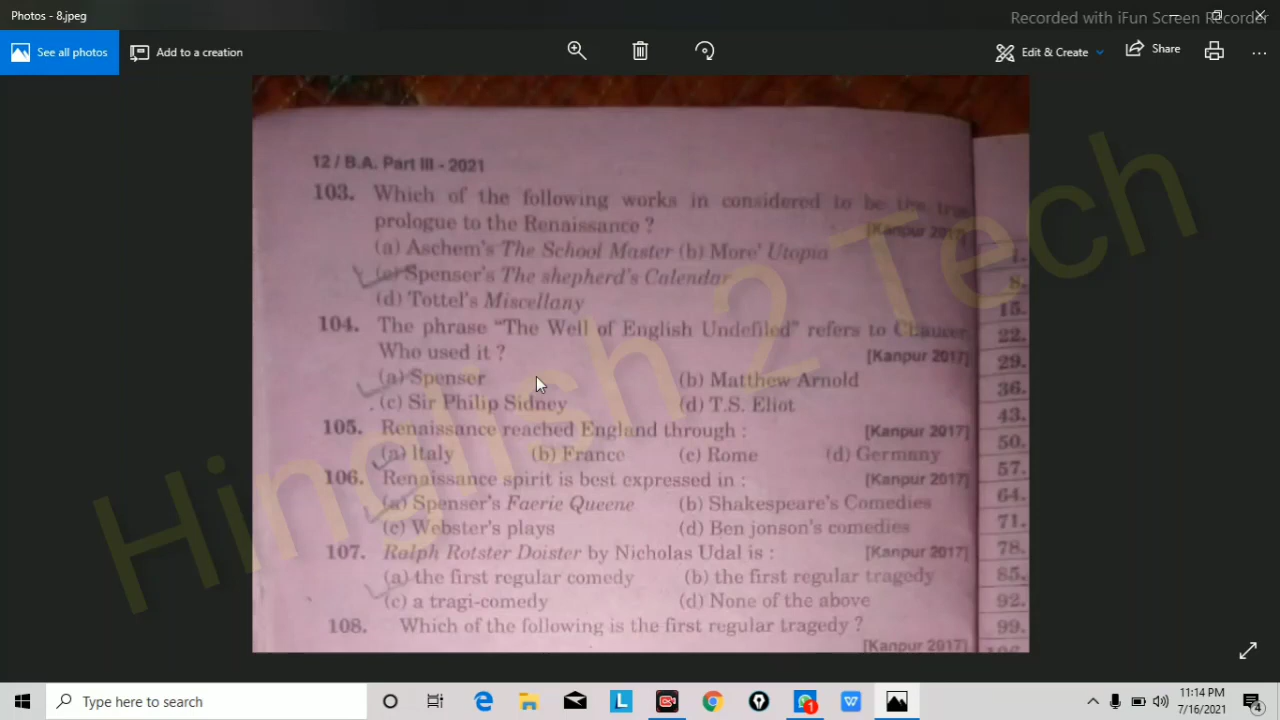 Photos - 8.jpeg
Recorded with iFun Screen Recorder
See all photos
Add to a creation
Edit & Create
Share
12 / B.A. Part III - 2021
103. Which of the following works in considered to be the true
prologue to the Renaissance ? [Kanpur 2017]
(a) Aschem's The School Master (b) More' Utopia
(c) Spenser's The shepherd's Calendar
(d) Tottel's Miscellany
104. The phrase "The Well of English Undefiled" refers to Chaucer.
Who used it ? [Kanpur 2017]
(a) Spenser (b) Matthew Arnold
(c) Sir Philip Sidney (d) T.S. Eliot
105. Renaissance reached England through : [Kanpur 2017]
(a) Italy (b) France (c) Rome (d) Germany
106. Renaissance spirit is best expressed in : [Kanpur 2017]
(a) Spenser's Faerie Queene (b) Shakespeare's Comedies
(c) Webster's plays (d) Ben jonson's comedies
107. Ralph Rotster Doister by Nicholas Udal is : [Kanpur 2017]
(a) the first regular comedy (b) the first regular tragedy
(c) a tragi-comedy (d) None of the above
108. Which of the following is the first regular tragedy ?
[Kanpur 2017]
1.
8.
15.
22.
29.
36.
43.
50.
57.
64.
71.
78.
85.
92.
99.
Hinglish 2 Tech
Type here to search
11:14 PM
7/16/2021